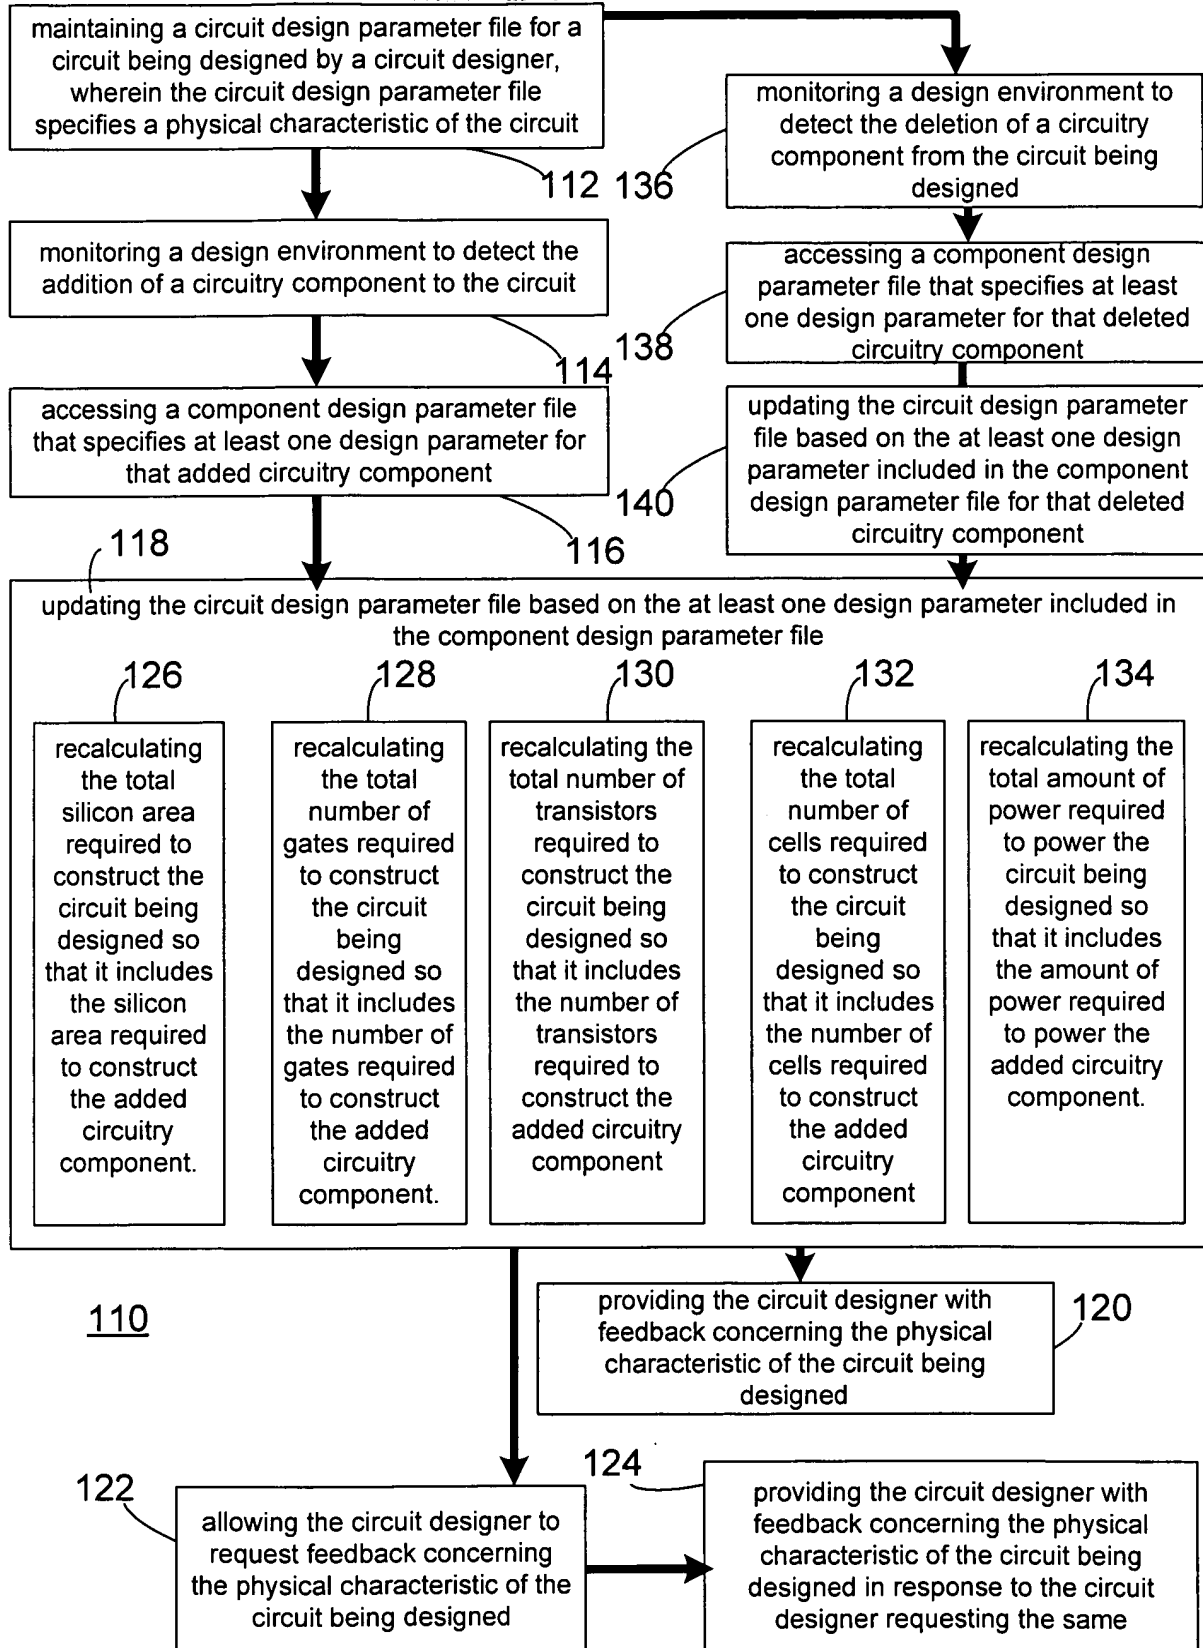 maintaining a circuit design parameter file for a
circuit being designed by a circuit designer,
wherein the circuit design parameter file
specifies a physical characteristic of the circuit
112
monitoring a design environment to detect the
addition of a circuitry component to the circuit
114
accessing a component design parameter file
that specifies at least one design parameter for
that added circuitry component
116
monitoring a design environment to
detect the deletion of a circuitry
component from the circuit being
designed
136
accessing a component design
parameter file that specifies at least
one design parameter for that deleted
circuitry component
138
updating the circuit design parameter
file based on the at least one design
parameter included in the component
design parameter file for that deleted
circuitry component
140
118
updating the circuit design parameter file based on the at least one design parameter included in
the component design parameter file
126
recalculating
the total
silicon area
required to
construct the
circuit being
designed so
that it includes
the silicon
area required
to construct
the added
circuitry
component.
128
recalculating
the total
number of
gates required
to construct
the circuit
being
designed so
that it includes
the number of
gates required
to construct
the added
circuitry
component.
130
recalculating the
total number of
transistors
required to
construct the
circuit being
designed so
that it includes
the number of
transistors
required to
construct the
added circuitry
component
132
recalculating
the total
number of
cells required
to construct
the circuit
being
designed so
that it includes
the number of
cells required
to construct
the added
circuitry
component
134
recalculating the
total amount of
power required
to power the
circuit being
designed so
that it includes
the amount of
power required
to power the
added circuitry
component.
110
providing the circuit designer with
feedback concerning the physical
characteristic of the circuit being
designed
120
122
allowing the circuit designer to
request feedback concerning
the physical characteristic of the
circuit being designed
124
providing the circuit designer with
feedback concerning the physical
characteristic of the circuit being
designed in response to the circuit
designer requesting the same